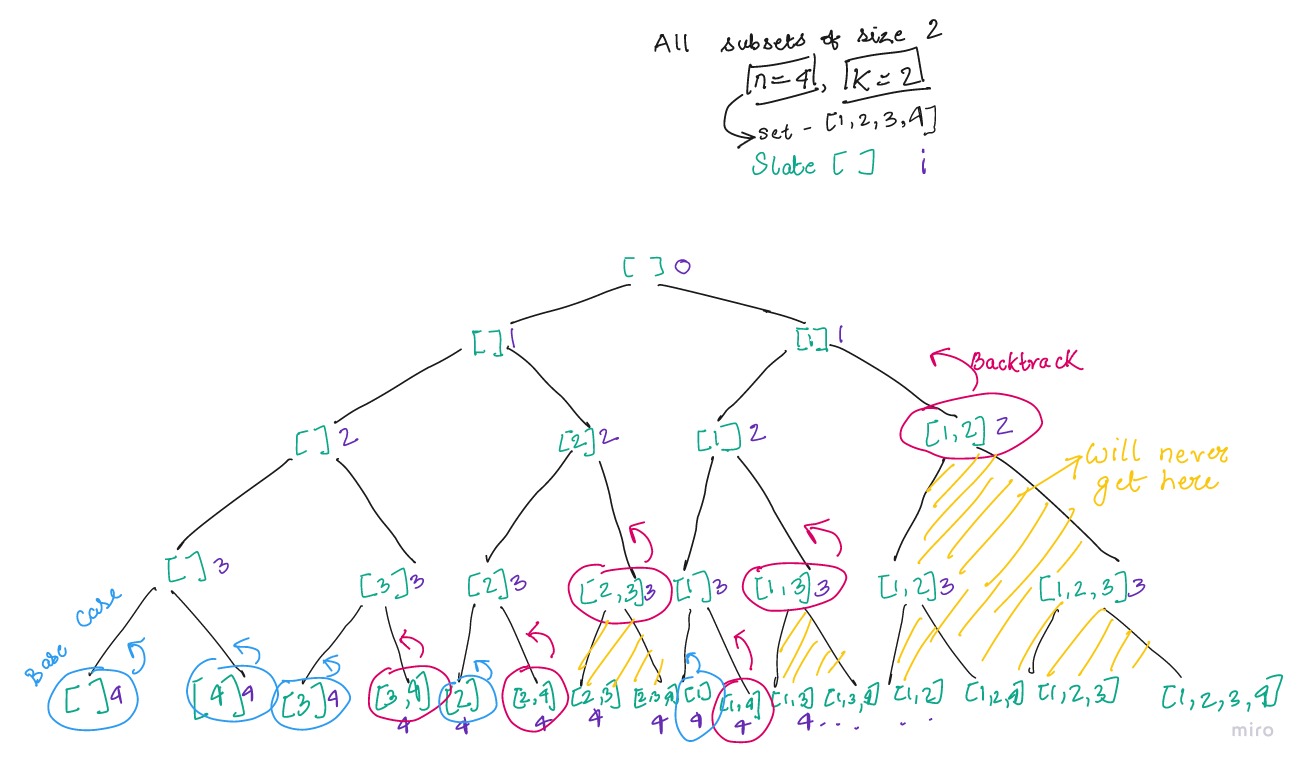 All subsets of size 2
n=4, K=2
set - [1,2,3,4]
Slate [ ] i
[ ] 0
[ ] 1 [1] 1
Backtrack
[ ] 2 [2] 2 [1] 2 [1,2] 2
Will never
get here
[ ] 3 [3] 3 [2] 3 [2,3] 3 [1] 3 [1,3] 3 [1,2] 3 [1,2,3] 3
Base case
[ ] 4 [4] 4 [3] 4 [3,4] [2] [2,4] [2,3] [2,3,4] [1] [1,4] [1,3] [1,3,4] [1,2] [1,2,4] [1,2,3] [1,2,3,4]
4 4 4 4 4 4 4 4 . . . . .
miro